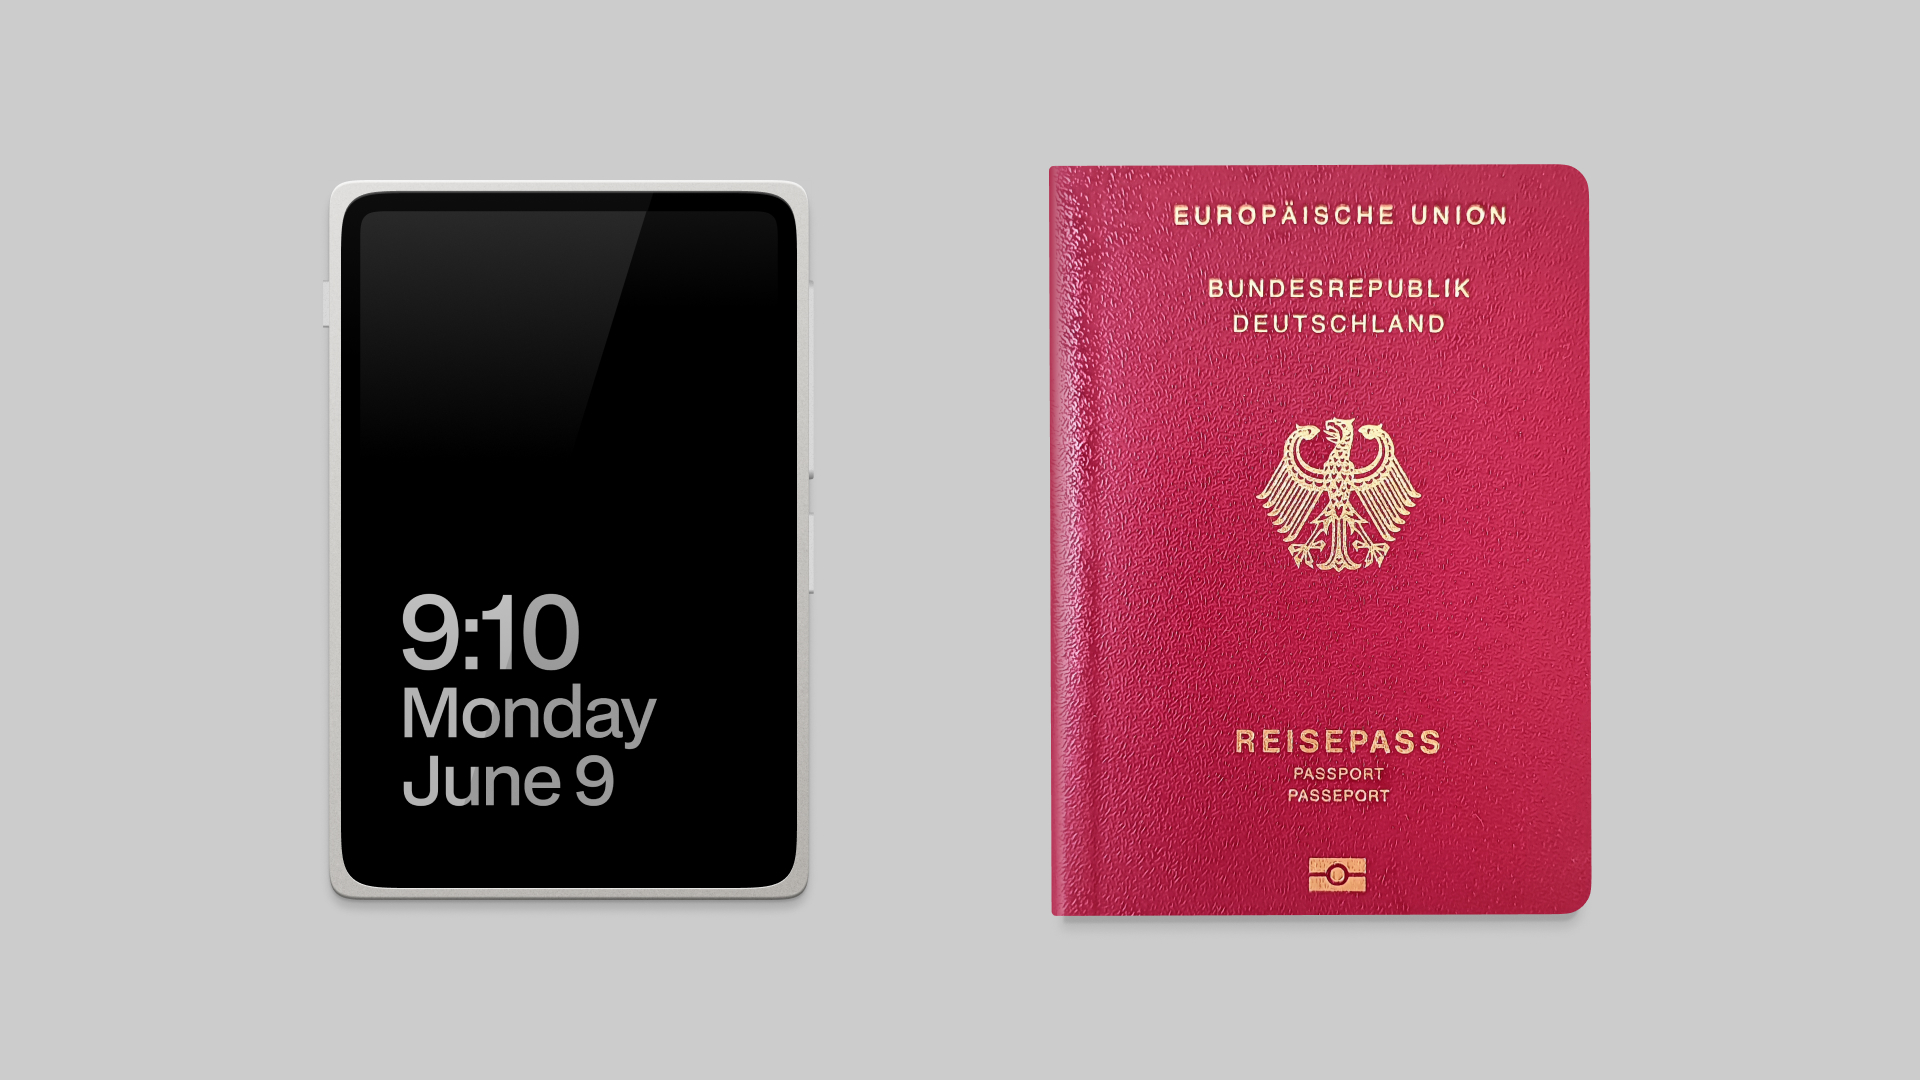 9:10
Monday
June 9
EUROPÄISCHE UNION
BUNDESREPUBLIK
DEUTSCHLAND
REISEPASS
PASSPORT
PASSEPORT